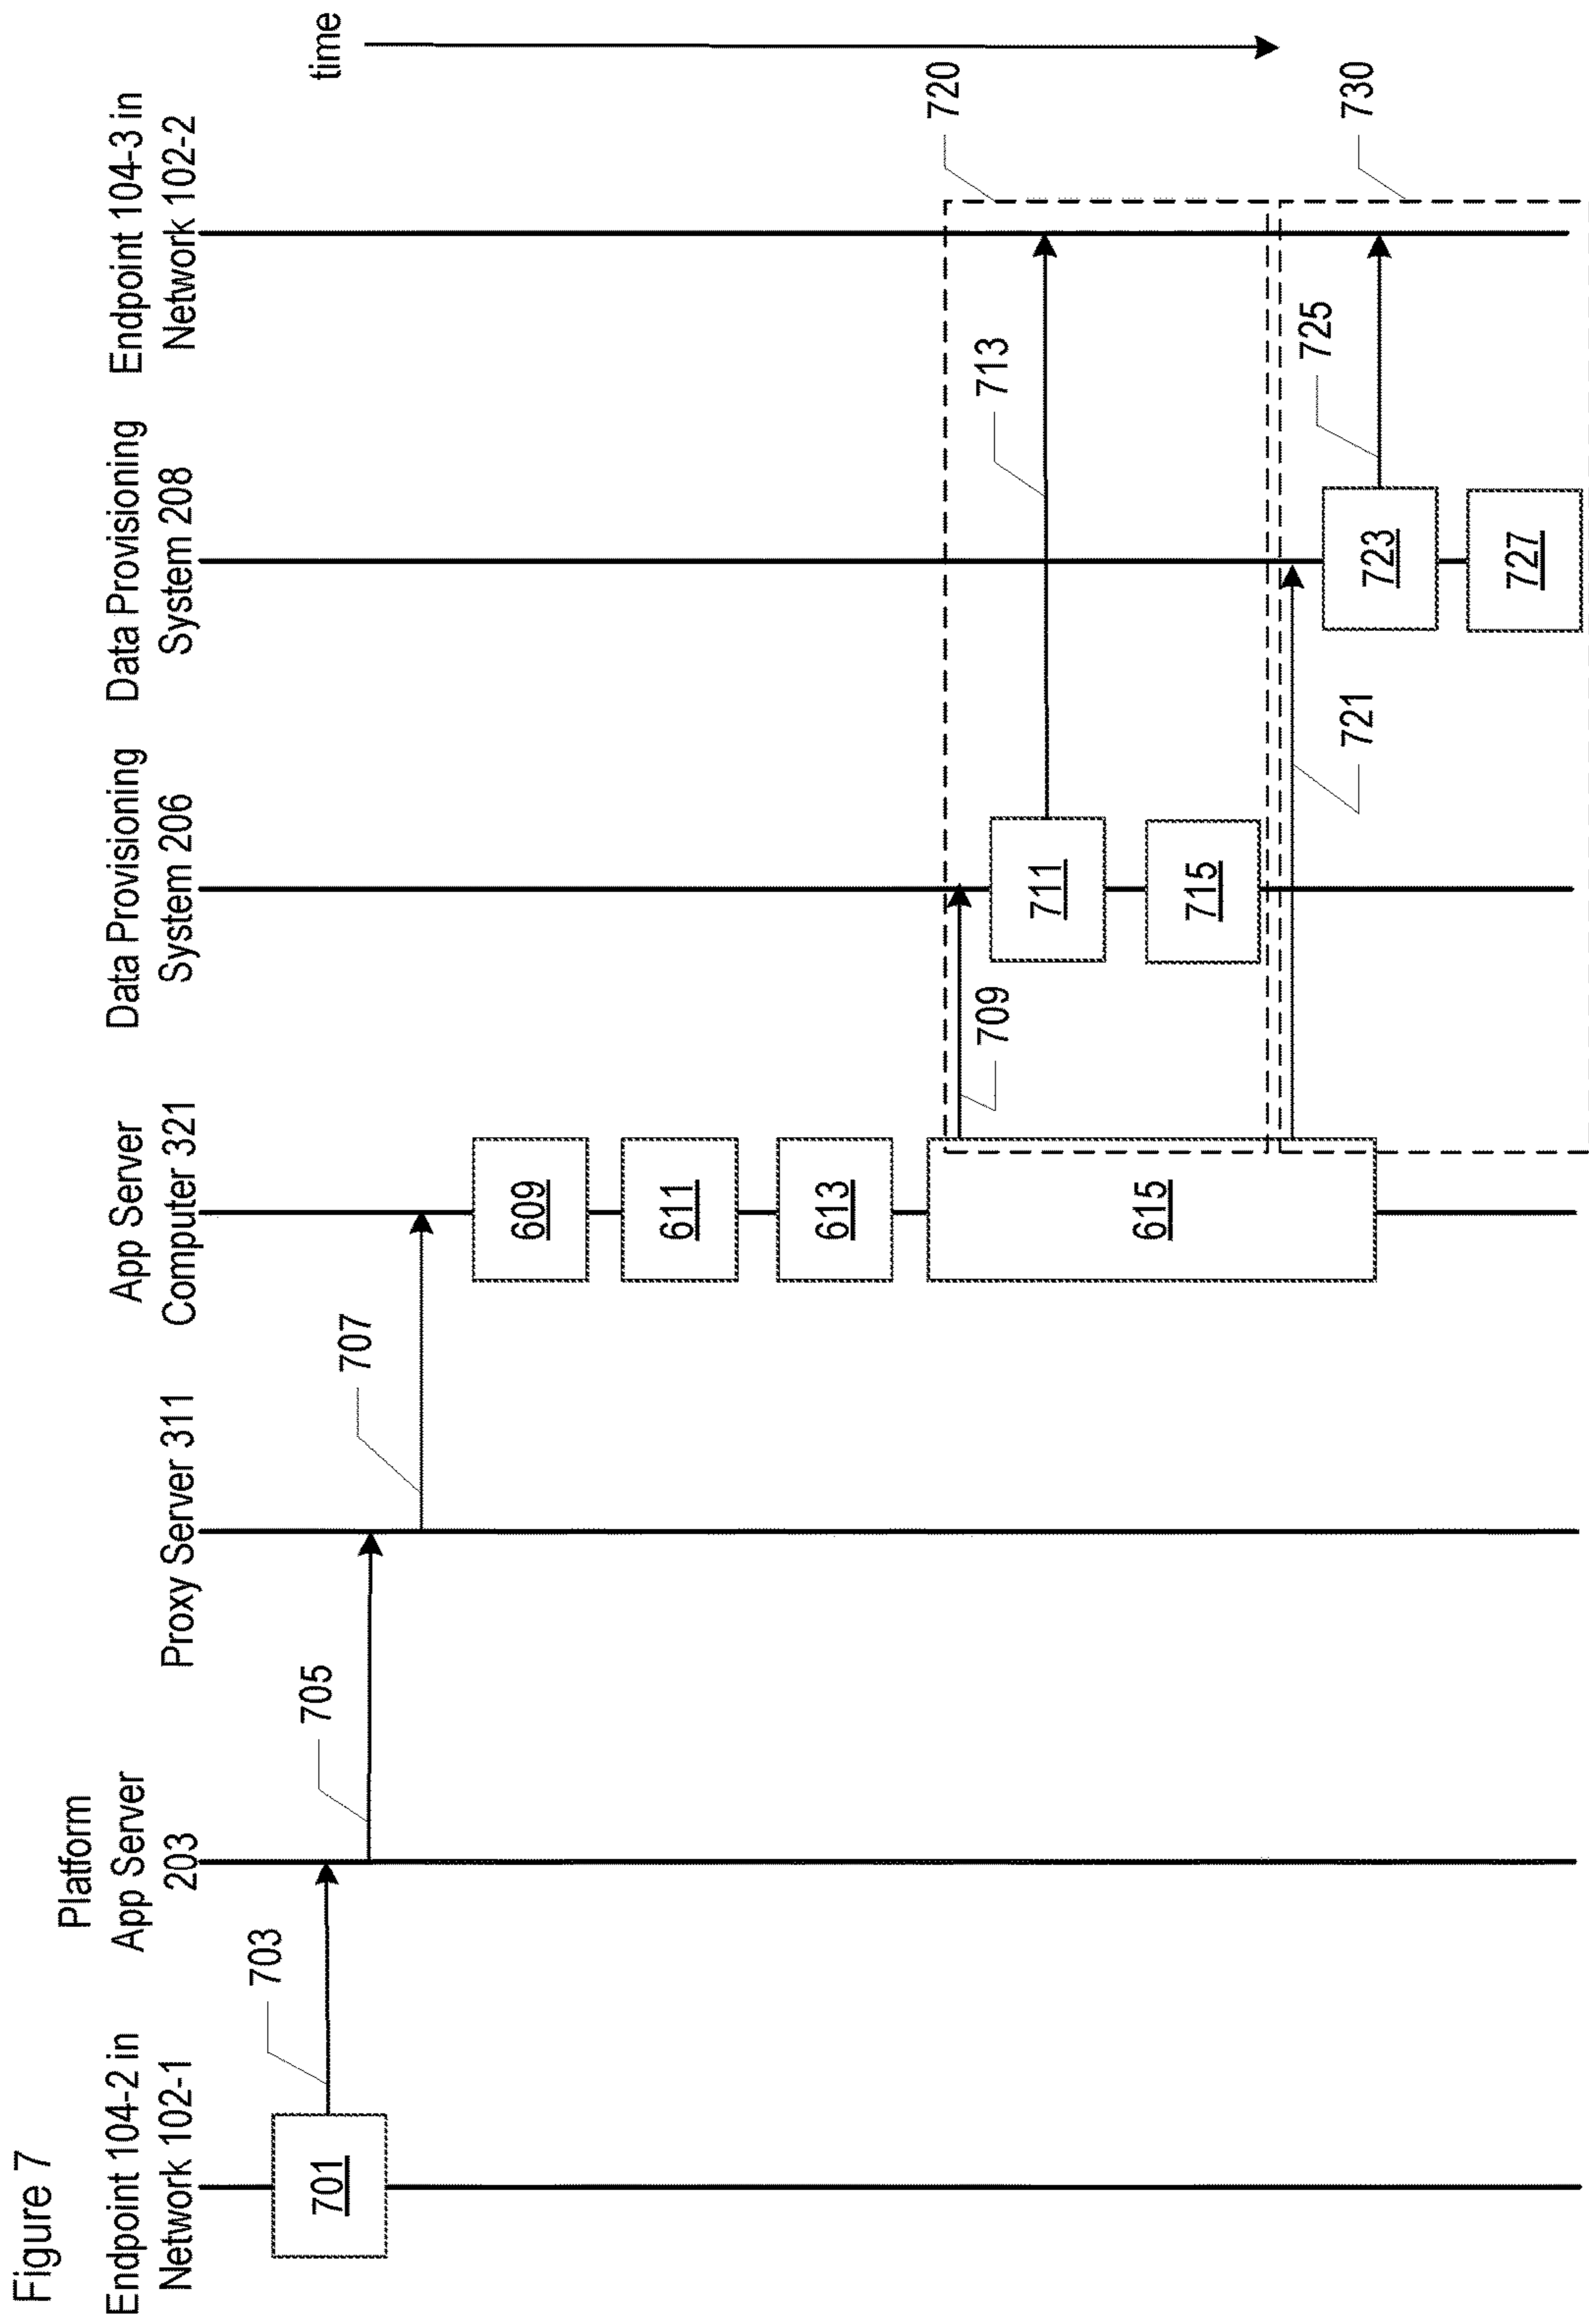 Figure 7
Endpoint 104-2 in
Network 102-1
Platform
App Server
203
Proxy Server 311
App Server
Computer 321
Data Provisioning
System 206
Data Provisioning
System 208
Endpoint 104-3 in
Network 102-2
time
701
703
705
707
609
611
613
615
709
711
713
715
720
721
723
725
727
730